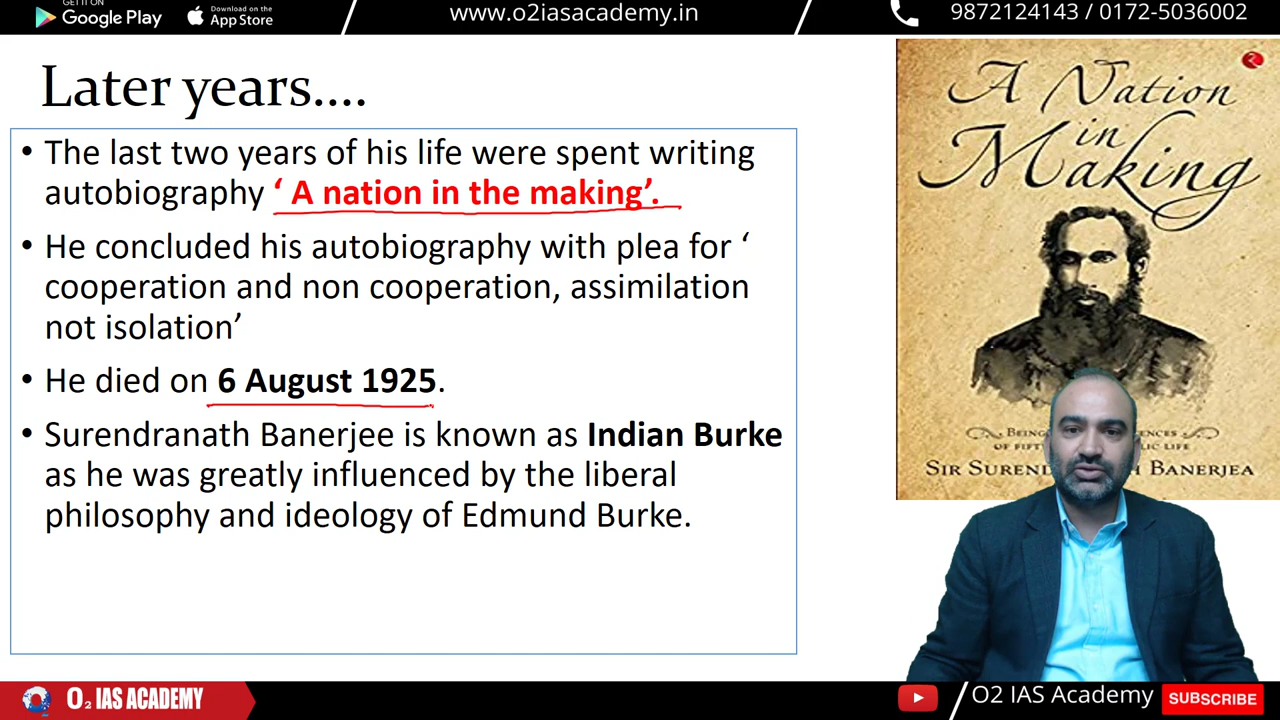 GET IT ON
Google Play
Download on the
App Store
www.o2iasacademy.in
9872124143 / 0172-5036002
Later years....
• The last two years of his life were spent writing
autobiography ‘ A nation in the making’.
• He concluded his autobiography with plea for ‘
cooperation and non cooperation, assimilation
not isolation’
• He died on 6 August 1925.
• Surendranath Banerjee is known as Indian Burke
as he was greatly influenced by the liberal
philosophy and ideology of Edmund Burke.
A Nation
in
Making
BEING
OF
LIFE
SIR
BANERJEA
O2 IAS ACADEMY
O2 IAS Academy
SUBSCRIBE